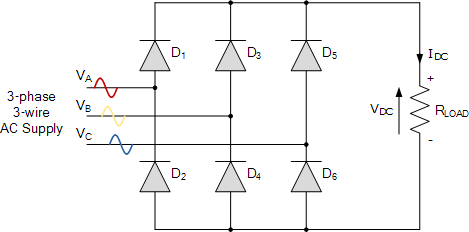 D1
D3
D5
IDC
VA
+
3-phase
3-wire
AC Supply
VB
VDC
RLOAD
VC
-
D2
D4
D6